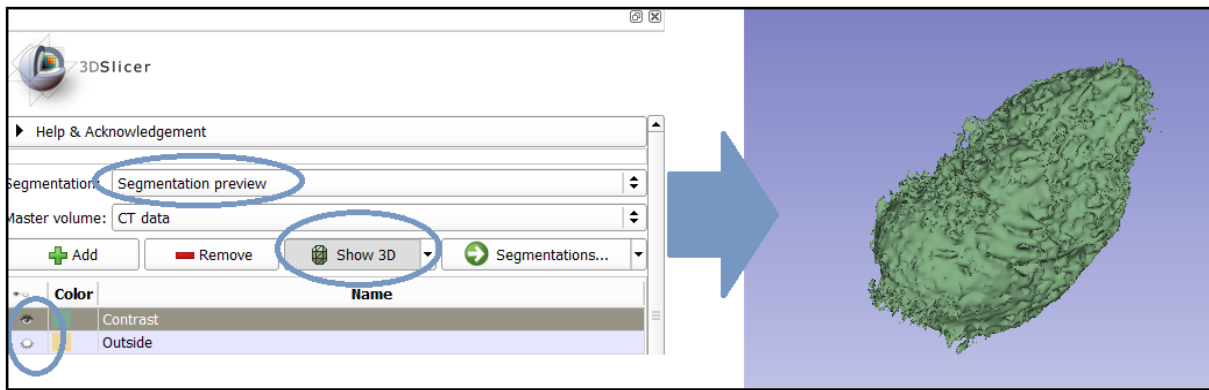 3DSlicer
Help & Acknowledgement
Segmentation: Segmentation preview
Master volume: CT data
Add Remove Show 3D Segmentations...
Color Name
Contrast
Outside